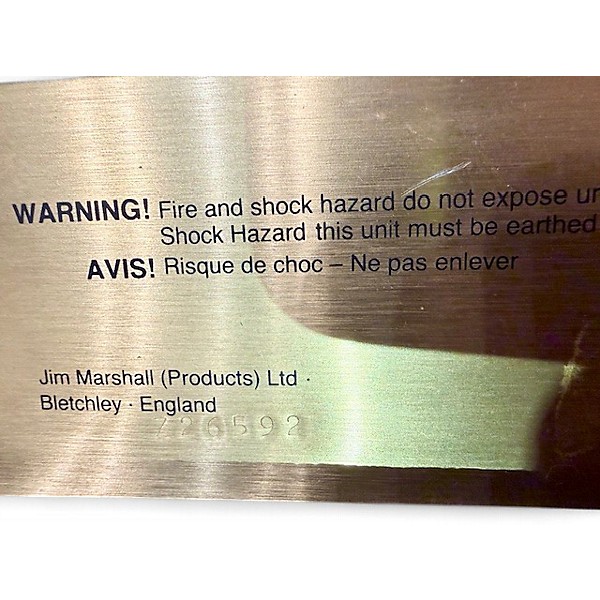 WARNING! Fire and shock hazard do not expose
Shock Hazard this unit must be earthed
AVIS! Risque de choc – Ne pas enlever
Jim Marshall (Products) Ltd ·
Bletchley · England
726592